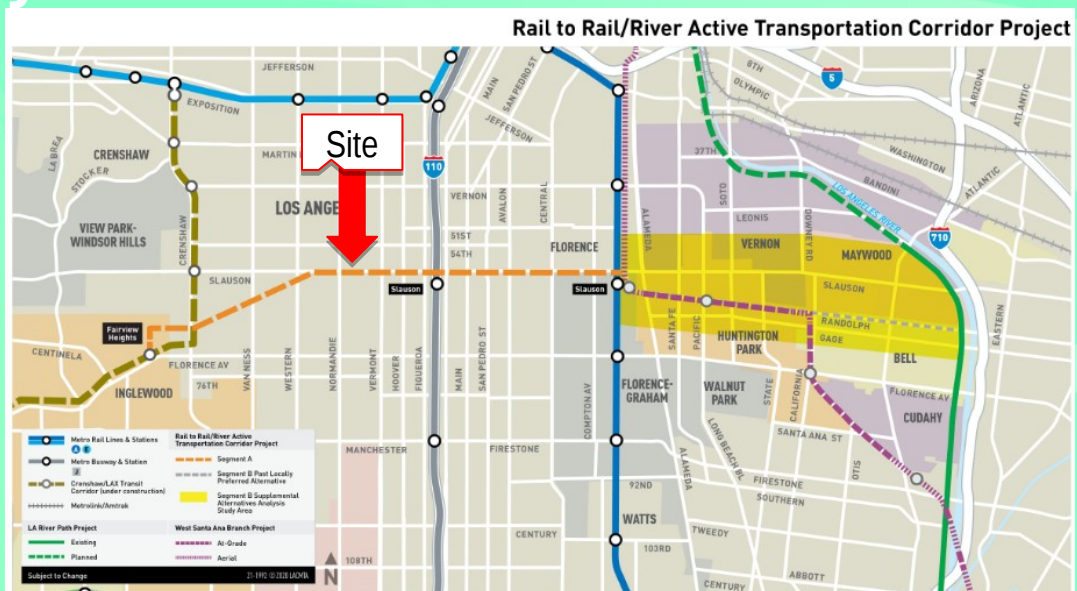 Rail to Rail/River Active Transportation Corridor Project
JEFFERSON
MAIN
SAN PEDRO ST
8TH
OLYMPIC
5
ARIZONA
ATLANTIC
EXPOSITION
JEFFERSON
LA BREA
CRENSHAW
STOCKER
MARTIN
Site
110
37TH
WASHINGTON
BANDINI
ATLANTIC
VERNON
AVALON
CENTRAL
SOTO
LOS ANGELES RIVER
LOS ANGE
VIEW PARK-
WINDSOR HILLS
CRENSHAW
51ST
54TH
FLORENCE
ALAMEDA
LEONIS
VERNON
DOWNEY RD
MAYWOOD
710
SLAUSON
Slauson
Slauson
SLAUSON
RANDOLPH
GAGE
EASTERN
Fairview
Heights
CENTINELA
FLORENCE AV
76TH
INGLEWOOD
VAN NESS
WESTERN
NORMANDIE
VERMONT
HOOVER
FIGUEROA
MAIN
SAN PEDRO ST
COMPTON AV
SANTA FE
PACIFIC
HUNTINGTON
PARK
BELL
FLORENCE-
GRAHAM
WALNUT
PARK
STATE
CALIFORNIA
FLORENCE AV
CUDAHY
SANTA ANA ST
LONG BEACH BL
ALAMEDA
OTIS
MANCHESTER
FIRESTONE
FIRESTONE
92ND
SOUTHERN
WATTS
TWEEDY
CENTURY
103RD
108TH
ABBOTT
CENTURY
Metro Rail Lines & Stations
A E
Metro Busway & Station
J
Crenshaw/LAX Transit
Corridor (under construction)
Metrolink/Amtrak
Rail to Rail/River Active
Transportation Corridor Project
Segment A
Segment B Past Locally
Preferred Alternative
Segment B Supplemental
Alternatives Analysis
Study Area
LA River Path Project
Existing
Planned
West Santa Ana Branch Project
At-Grade
Aerial
Subject to Change
21-1992 © 2020 LACMTA
N